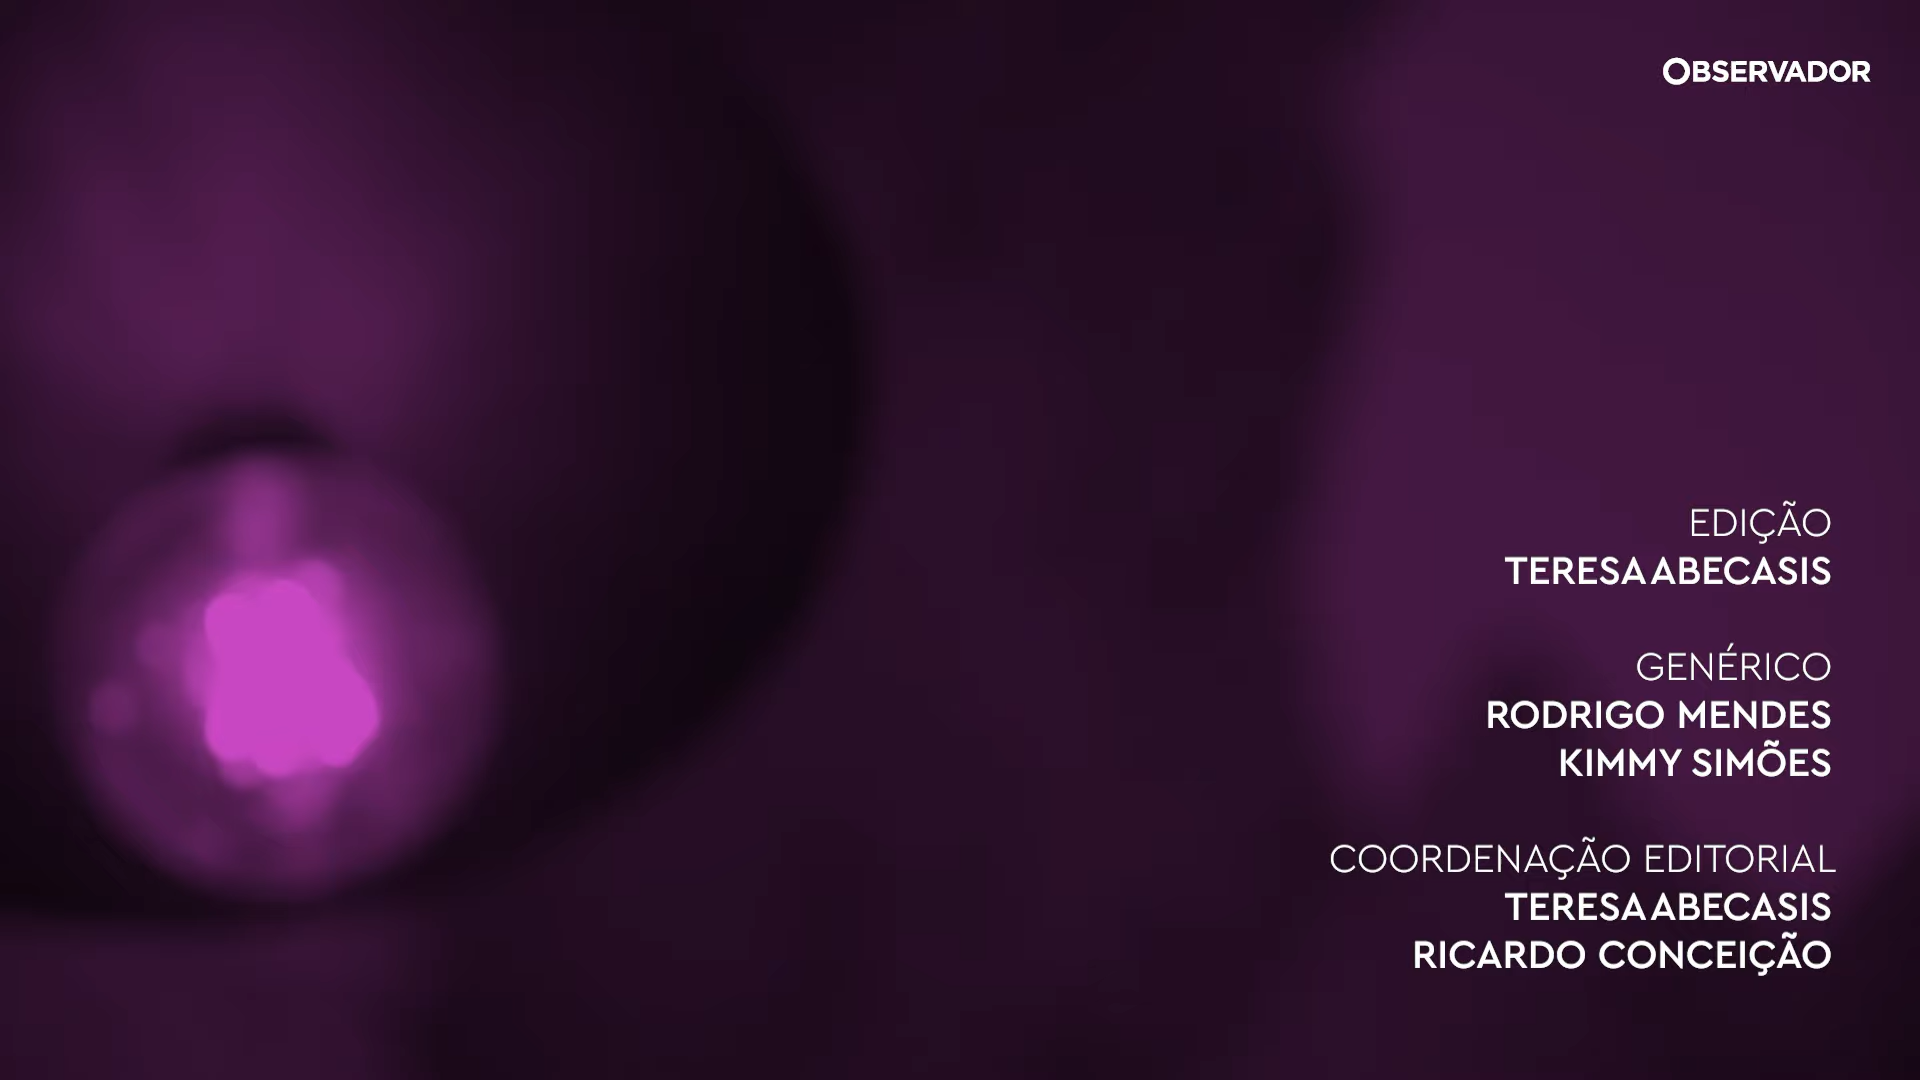 OBSERVADOR
EDIÇÃO
TERESA ABECASIS
GENÉRICO
RODRIGO MENDES
KIMMY SIMÕES
COORDENAÇÃO EDITORIAL
TERESA ABECASIS
RICARDO CONCEIÇÃO